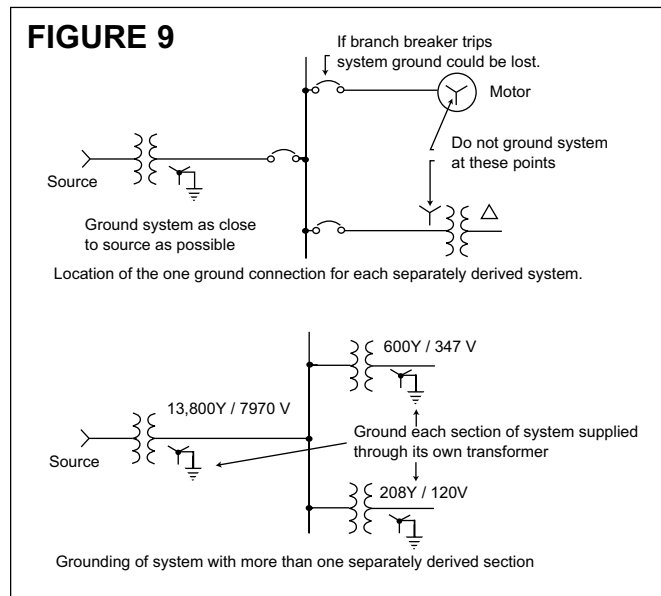 FIGURE 9
If branch breaker trips
system ground could be lost.
Motor
Do not ground system
at these points
Source
Ground system as close
to source as possible
Location of the one ground connection for each separately derived system.
600Y / 347 V
13,800Y / 7970 V
Ground each section of system supplied
through its own transformer
Source
208Y / 120V
Grounding of system with more than one separately derived section